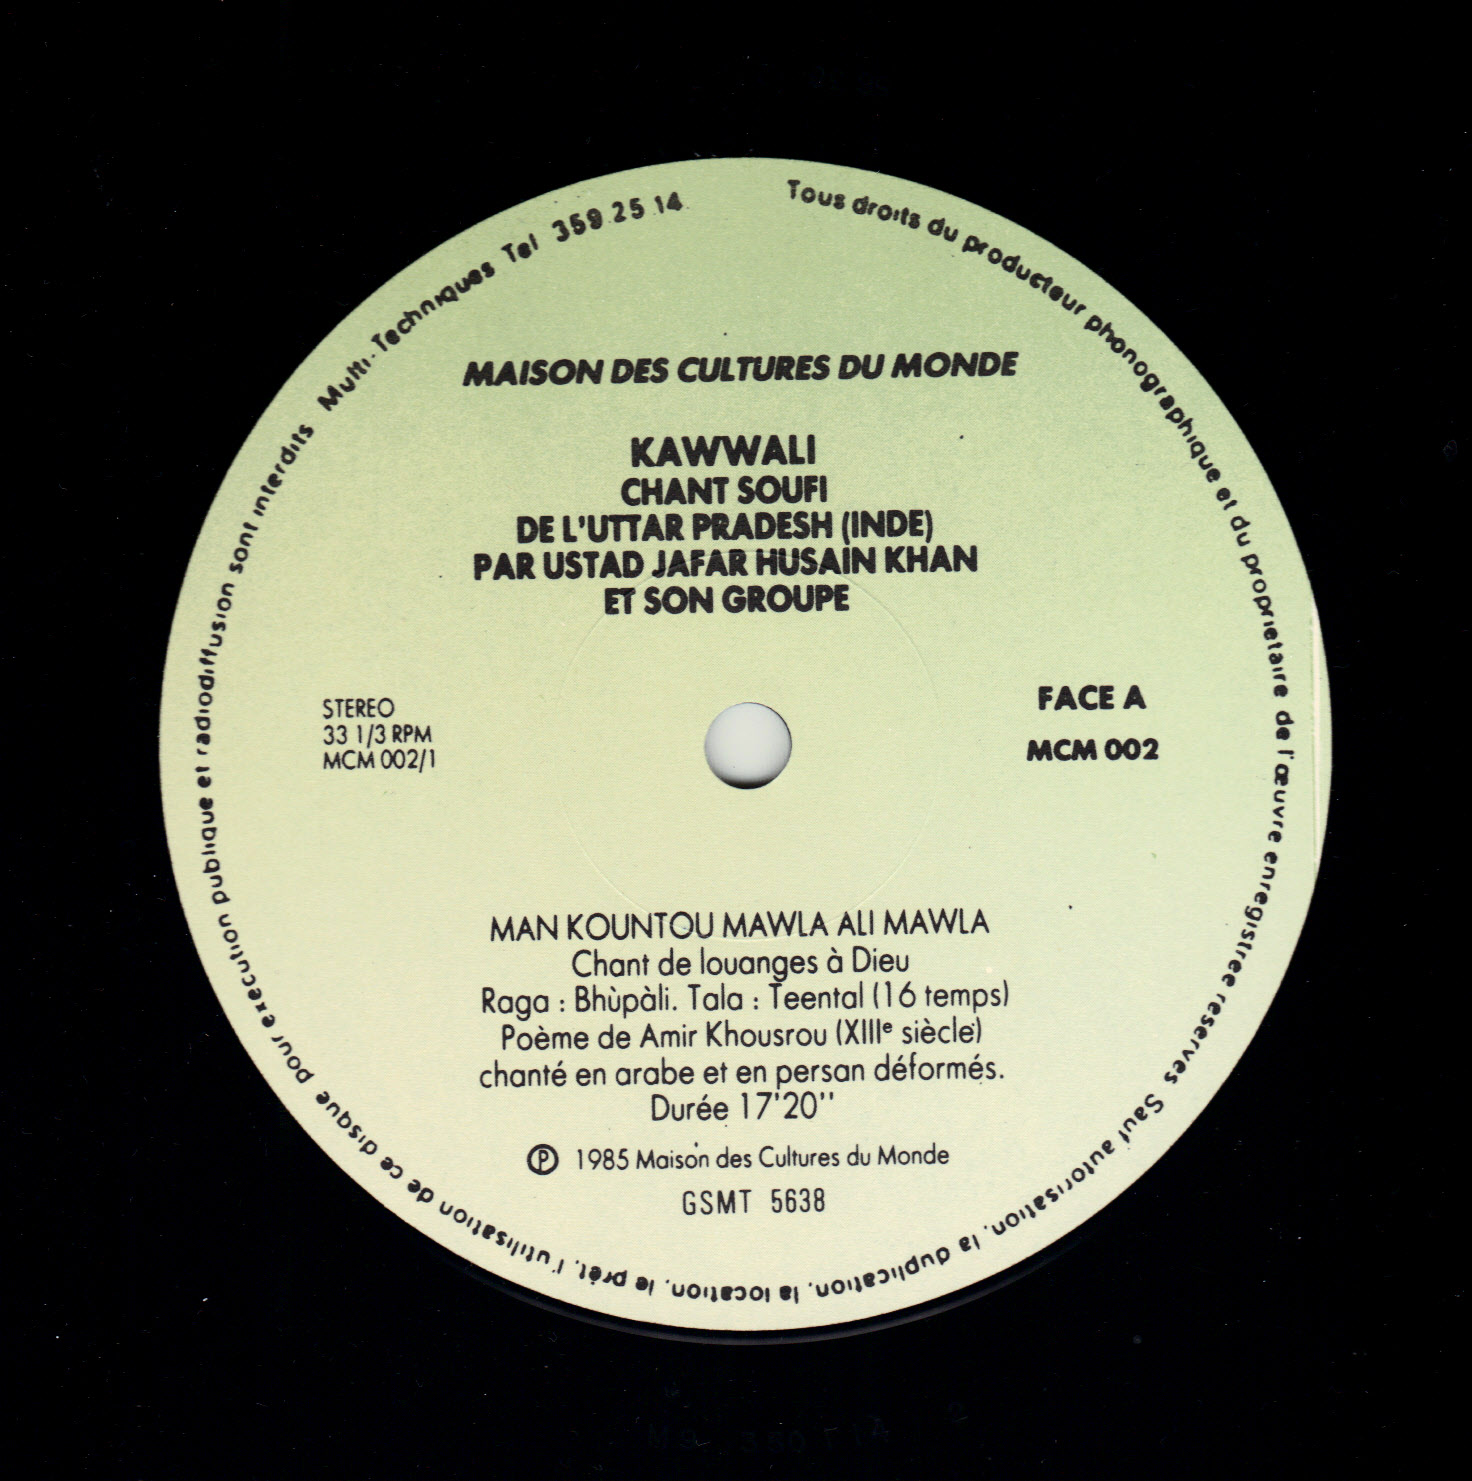 Tous droits du producteur phonographique et du proprietaire de l'œuvre enregistree reserves Sauf autorisation, la duplication, la location, le prèt, l'utilisation de ce disque pour execution publique et radiodiffusion sont interdits Multi-Techniques Tel 359.25.14
MAISON DES CULTURES DU MONDE
KAWWALI
CHANT SOUFI
DE L'UTTAR PRADESH (INDE)
PAR USTAD JAFAR HUSAIN KHAN
ET SON GROUPE
STEREO
33 1/3 RPM
MCM 002/1
FACE A
MCM 002
MAN KOUNTOU MAWLA ALI MAWLA
Chant de louanges à Dieu
Raga : Bhùpàli. Tala : Teental (16 temps)
Poème de Amir Khousrou (XIIIe siècle)
chanté en arabe et en persan déformés.
Durée 17'20''
Ⓟ 1985 Maison des Cultures du Monde
GSMT 5638